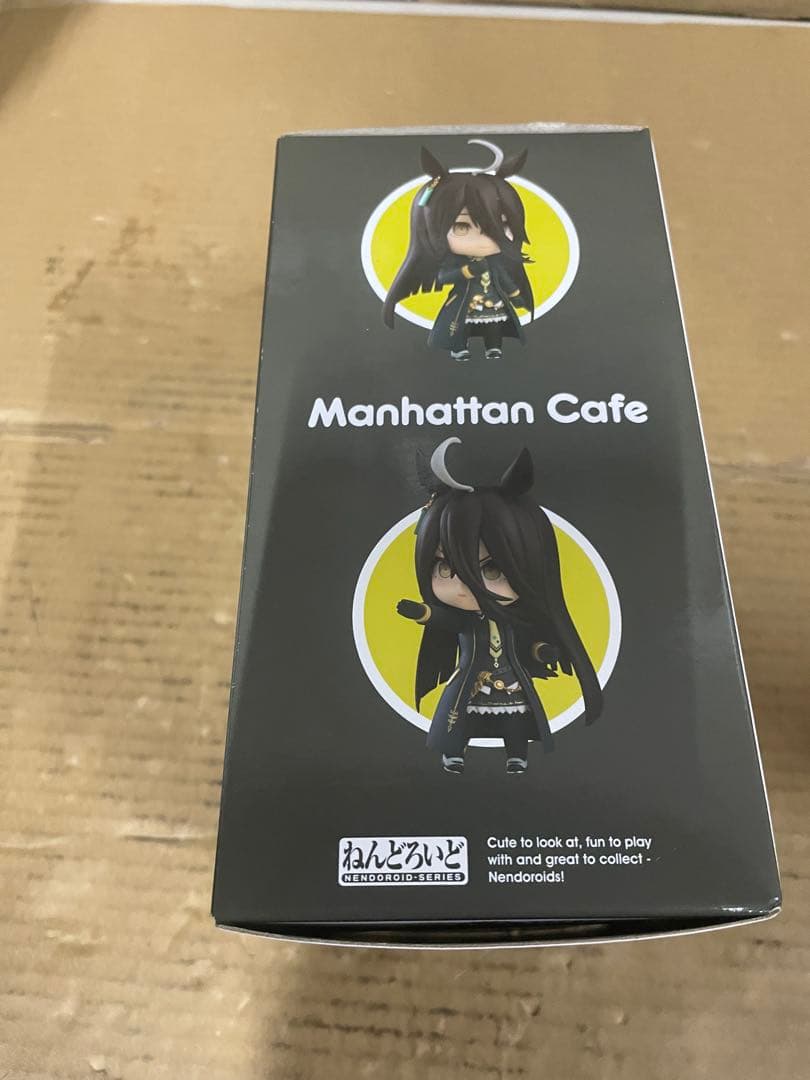 Manhattan Cafe
ねんどろいど
NENDOROID-SERIES
Cute to look at, fun to play
with and great to collect -
Nendoroids!